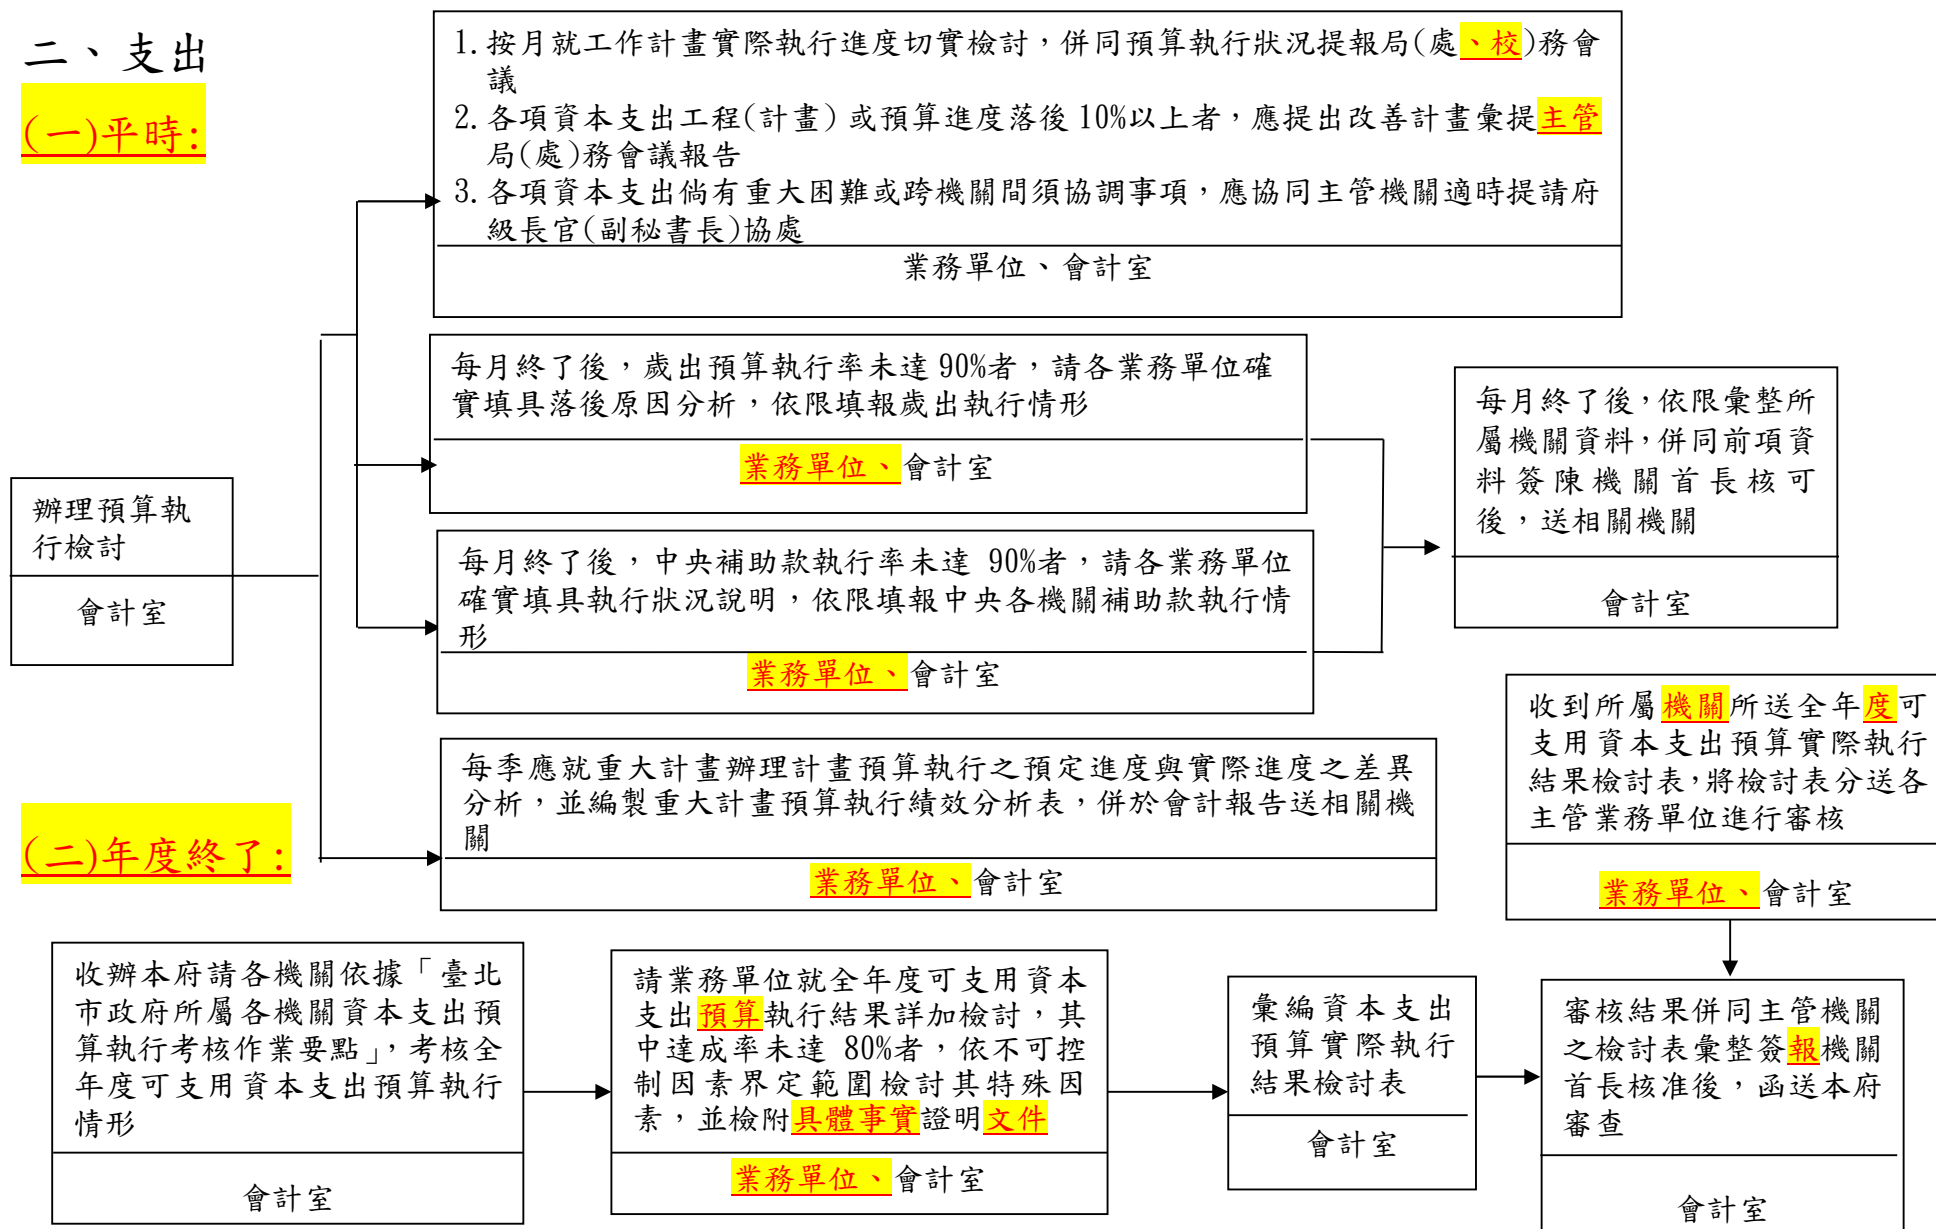 二、支出
(一)平時:
1.按月就工作計畫實際執行進度切實檢討，併同預算執行狀況提報局(處、校)務會
議
2.各項資本支出工程(計畫)或預算進度落後10%以上者，應提出改善計畫彙提主管
局(處)務會議報告
3.各項資本支出倘有重大困難或跨機關間須協調事項，應協同主管機關適時提請府
級長官(副秘書長)協處
業務單位、會計室
每月終了後，歲出預算執行率未達90%者，請各業務單位確
實填具落後原因分析，依限填報歲出執行情形
業務單位、會計室
每月終了後，依限彙整所
屬機關資料，併同前項資
料簽陳機關首長核可
後，送相關機關
會計室
辦理預算執
行檢討
會計室
每月終了後，中央補助款執行率未達 90%者，請各業務單位
確實填具執行狀況說明，依限填報中央各機關補助款執行情
形
業務單位、會計室
每季應就重大計畫辦理計畫預算執行之預定進度與實際進度之差異
分析，並編製重大計畫預算執行績效分析表，併於會計報告送相關機
關
業務單位、會計室
(二)年度終了:
收到所屬機關所送全年度可
支用資本支出預算實際執行
結果檢討表，將檢討表分送各
主管業務單位進行審核
業務單位、會計室
收辦本府請各機關依據「臺北
市政府所屬各機關資本支出預
算執行考核作業要點」，考核全
年度可支用資本支出預算執行
情形
會計室
請業務單位就全年度可支用資本
支出預算執行結果詳加檢討，其
中達成率未達 80%者，依不可控
制因素界定範圍檢討其特殊因
素，並檢附具體事實證明文件
業務單位、會計室
彙編資本支出
預算實際執行
結果檢討表
會計室
審核結果併同主管機關
之檢討表彙整簽報機關
首長核准後，函送本府
審查
會計室